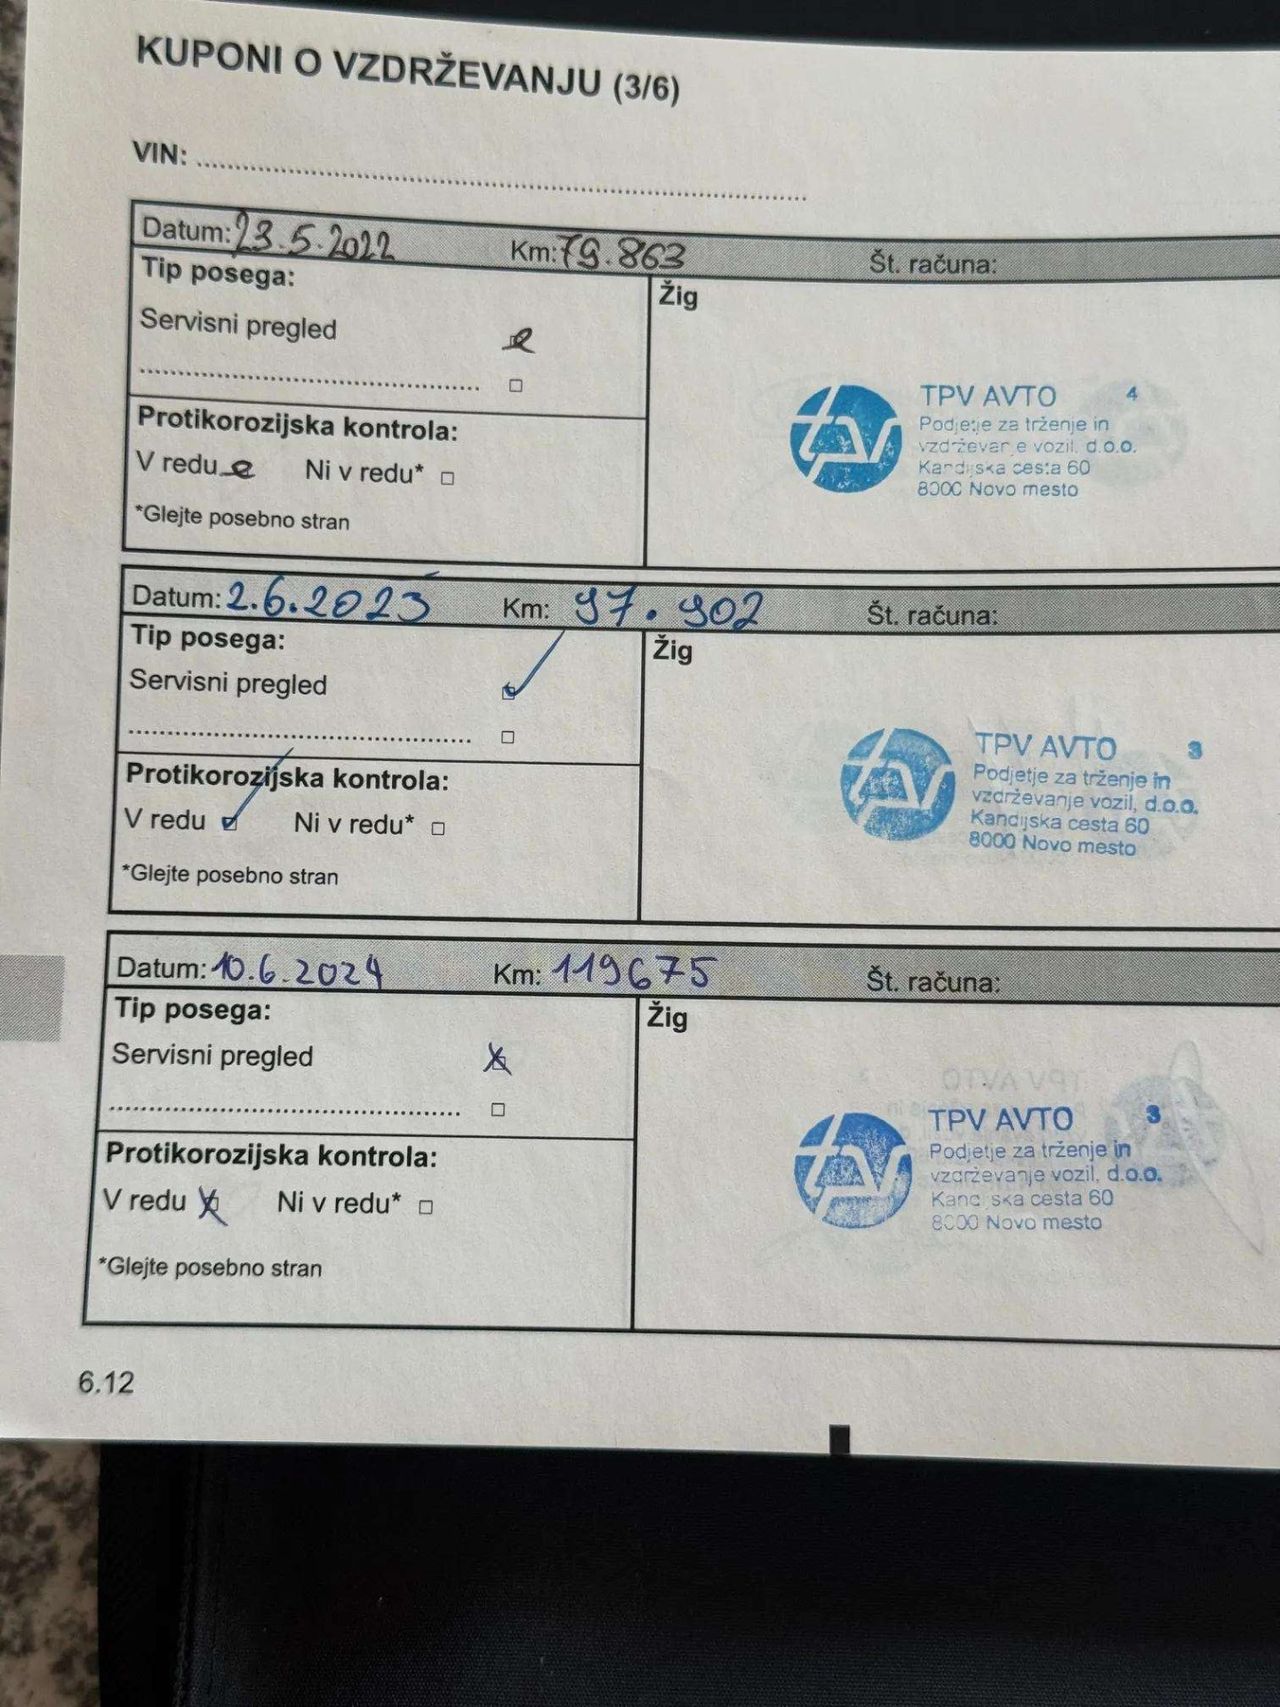 KUPONI O VZDRŽEVANJU (3/6)
VIN:
Datum: 23.5.2022 Km: 79.863 Št. računa:
Tip posega:
Žig
Servisni pregled
Protikorozijska kontrola:
V redu Ni v redu*
*Glejte posebno stran
TPV AVTO 4
Podjetje za trženje in
vzdrževanje vozil, d.o.o.
Kandijska cesta 60
8000 Novo mesto
Datum: 2.6.2023 Km: 97.902 Št. računa:
Tip posega:
Žig
Servisni pregled
Protikorozijska kontrola:
V redu Ni v redu*
*Glejte posebno stran
TPV AVTO 3
Podjetje za trženje in
vzdrževanje vozil, d.o.o.
Kandijska cesta 60
8000 Novo mesto
Datum: 10.6.2024 Km: 119675 Št. računa:
Tip posega:
Žig
Servisni pregled
Protikorozijska kontrola:
V redu Ni v redu*
*Glejte posebno stran
TPV AVTO 3
Podjetje za trženje in
vzdrževanje vozil, d.o.o.
Kandijska cesta 60
8000 Novo mesto
6.12